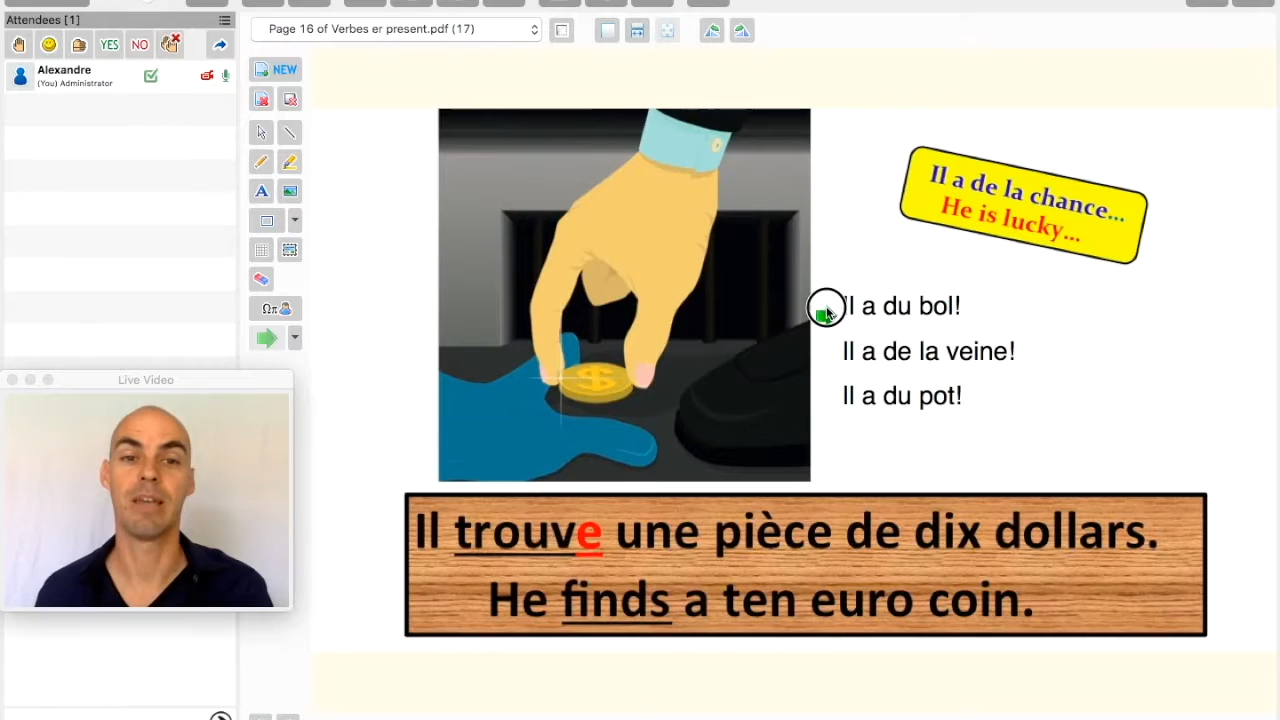 Attendees [1]
Page 16 of Verbes er present.pdf (17)
YES
NO
Alexandre
(You) Administrator
NEW
A
Ωπ
Live Video
$
Il a de la chance...
He is lucky...
Il a du bol!
Il a de la veine!
Il a du pot!
Il trouve une pièce de dix dollars.
He finds a ten euro coin.